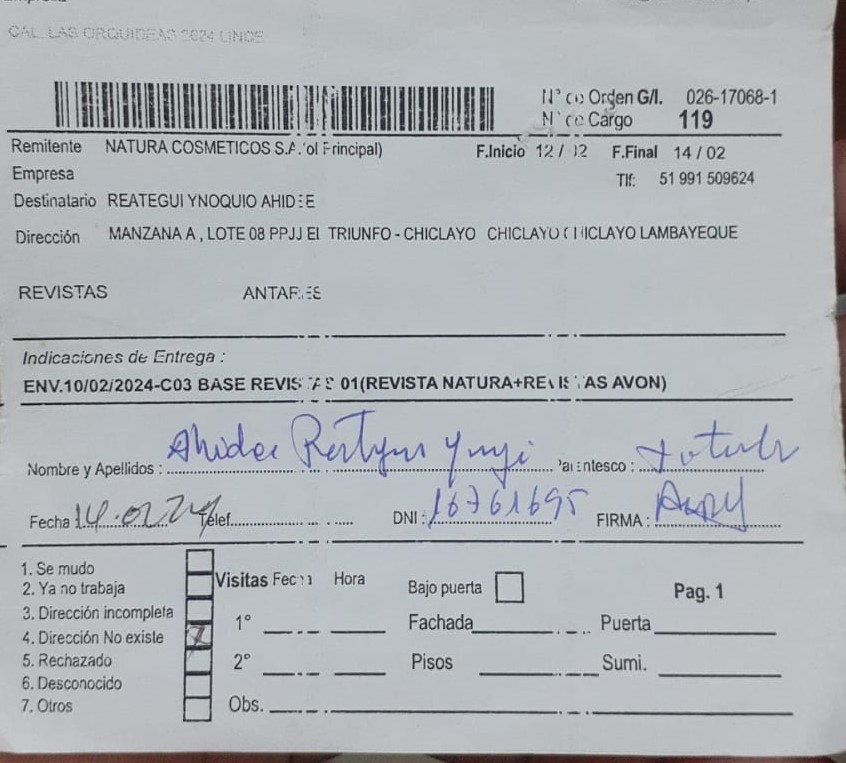 CAL. LAS ORQUIDEAS 2624 LINCE
N° de Orden G/I. 026-17068-1
N° de Cargo 119
Remitente NATURA COSMETICOS S.A. Principal)
F.Inicio 12 / 02 F.Final 14 / 02
Empresa
Tlf: 51 991 509624
Destinatario REATEGUI YNOQUIO AHIDEE
Dirección MANZANA A , LOTE 08 PPJJ El TRIUNFO - CHICLAYO CHICLAYO CHICLAYO LAMBAYEQUE
REVISTAS ANTARES
Indicaciones de Entrega :
ENV.10/02/2024-C03 BASE REVISTAS 01(REVISTA NATURA+REVISTAS AVON)
Nombre y Apellidos : Ahidee Parentesco :
Fecha 14.02.24 Telef. DNI : 16761695 FIRMA :
1. Se mudo
2. Ya no trabaja
3. Dirección incompleta
4. Dirección No existe
5. Rechazado
6. Desconocido
7. Otros
Visitas Fecha Hora Bajo puerta Pag. 1
1° Fachada Puerta
2° Pisos Sumi.
Obs.